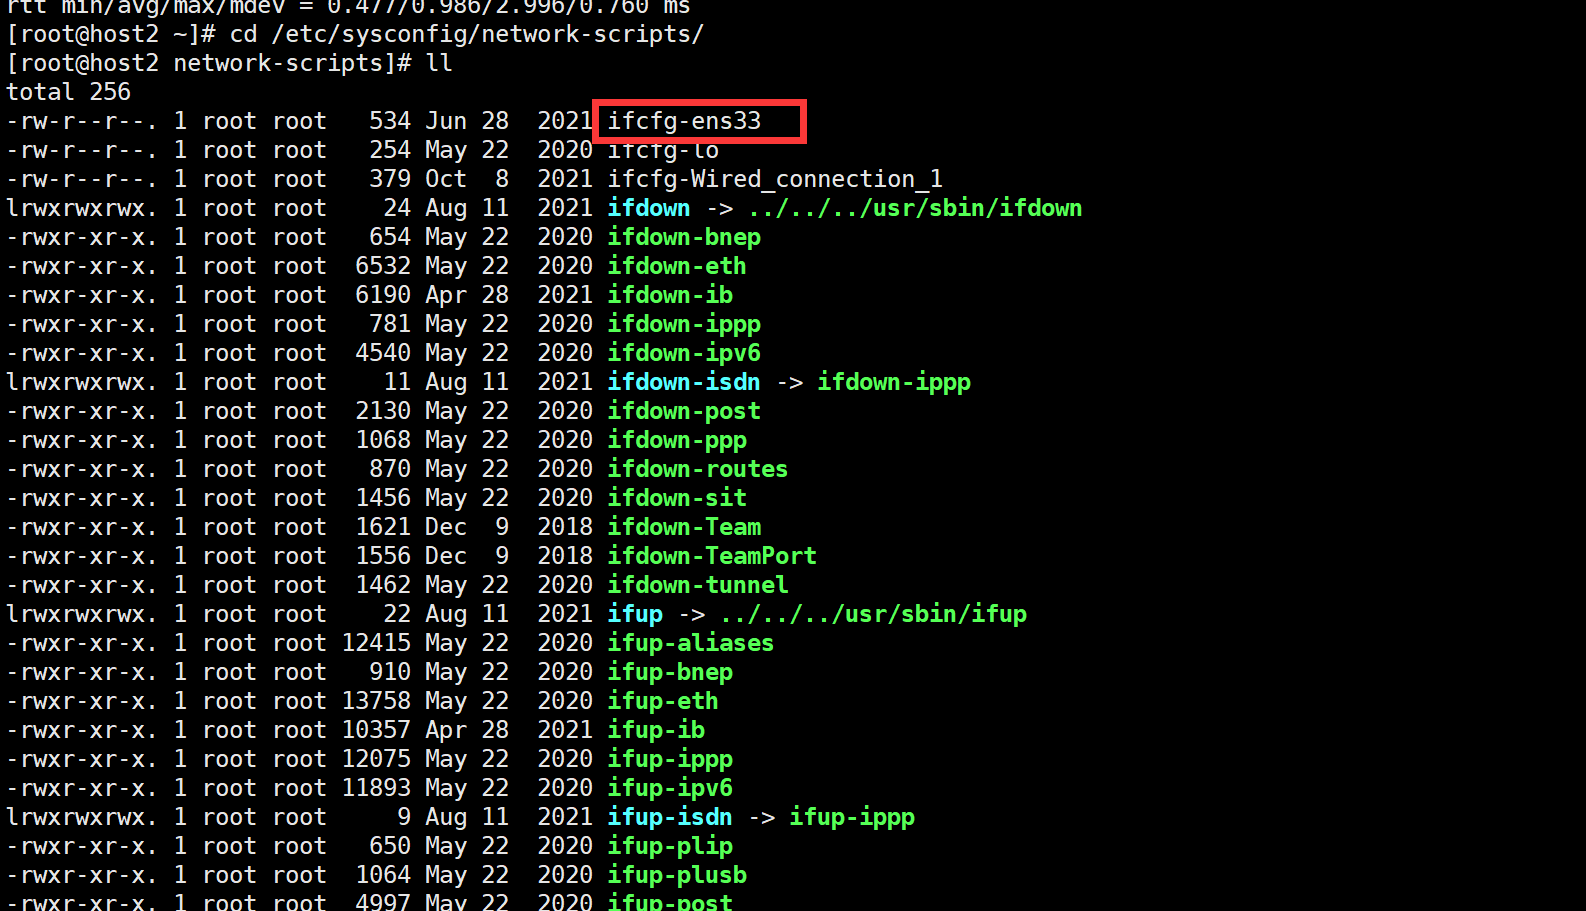 rtt min/avg/max/mdev = 0.477/0.986/2.996/0.760 ms
[root@host2 ~]# cd /etc/sysconfig/network-scripts/
[root@host2 network-scripts]# ll
total 256
-rw-r--r--. 1 root root   534 Jun 28  2021 ifcfg-ens33
-rw-r--r--. 1 root root   254 May 22  2020 ifcfg-lo
-rw-r--r--. 1 root root   379 Oct  8  2021 ifcfg-Wired_connection_1
lrwxrwxrwx. 1 root root    24 Aug 11  2021 ifdown -> ../../../usr/sbin/ifdown
-rwxr-xr-x. 1 root root   654 May 22  2020 ifdown-bnep
-rwxr-xr-x. 1 root root  6532 May 22  2020 ifdown-eth
-rwxr-xr-x. 1 root root  6190 Apr 28  2021 ifdown-ib
-rwxr-xr-x. 1 root root   781 May 22  2020 ifdown-ippp
-rwxr-xr-x. 1 root root  4540 May 22  2020 ifdown-ipv6
lrwxrwxrwx. 1 root root    11 Aug 11  2021 ifdown-isdn -> ifdown-ippp
-rwxr-xr-x. 1 root root  2130 May 22  2020 ifdown-post
-rwxr-xr-x. 1 root root  1068 May 22  2020 ifdown-ppp
-rwxr-xr-x. 1 root root   870 May 22  2020 ifdown-routes
-rwxr-xr-x. 1 root root  1456 May 22  2020 ifdown-sit
-rwxr-xr-x. 1 root root  1621 Dec  9  2018 ifdown-Team
-rwxr-xr-x. 1 root root  1556 Dec  9  2018 ifdown-TeamPort
-rwxr-xr-x. 1 root root  1462 May 22  2020 ifdown-tunnel
lrwxrwxrwx. 1 root root    22 Aug 11  2021 ifup -> ../../../usr/sbin/ifup
-rwxr-xr-x. 1 root root 12415 May 22  2020 ifup-aliases
-rwxr-xr-x. 1 root root   910 May 22  2020 ifup-bnep
-rwxr-xr-x. 1 root root 13758 May 22  2020 ifup-eth
-rwxr-xr-x. 1 root root 10357 Apr 28  2021 ifup-ib
-rwxr-xr-x. 1 root root 12075 May 22  2020 ifup-ippp
-rwxr-xr-x. 1 root root 11893 May 22  2020 ifup-ipv6
lrwxrwxrwx. 1 root root     9 Aug 11  2021 ifup-isdn -> ifup-ippp
-rwxr-xr-x. 1 root root   650 May 22  2020 ifup-plip
-rwxr-xr-x. 1 root root  1064 May 22  2020 ifup-plusb
-rwxr-xr-x. 1 root root  4997 May 22  2020 ifup-post